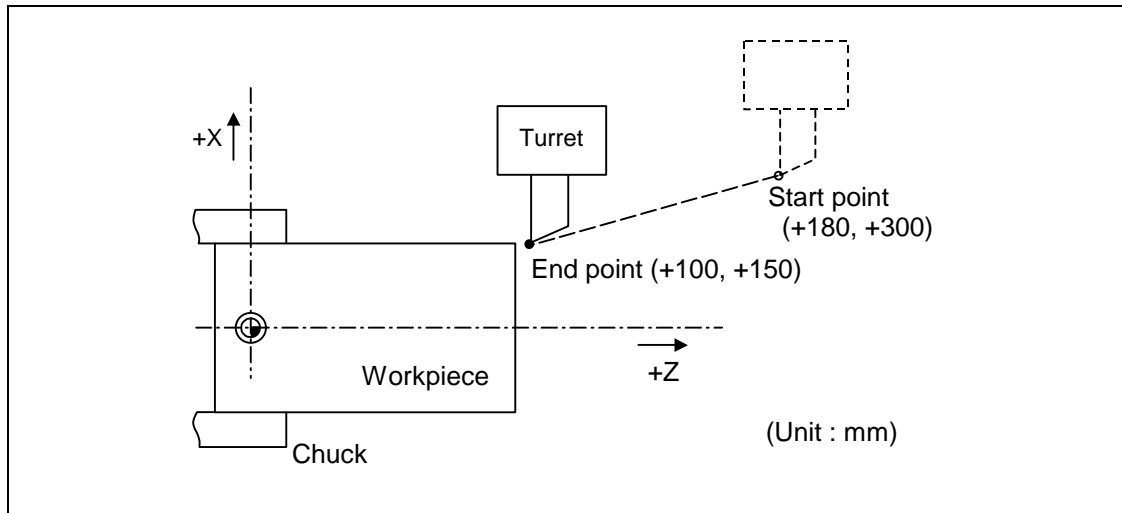 +X
Turret
Start point
(+180, +300)
End point (+100, +150)
Workpiece
+Z
(Unit : mm)
Chuck